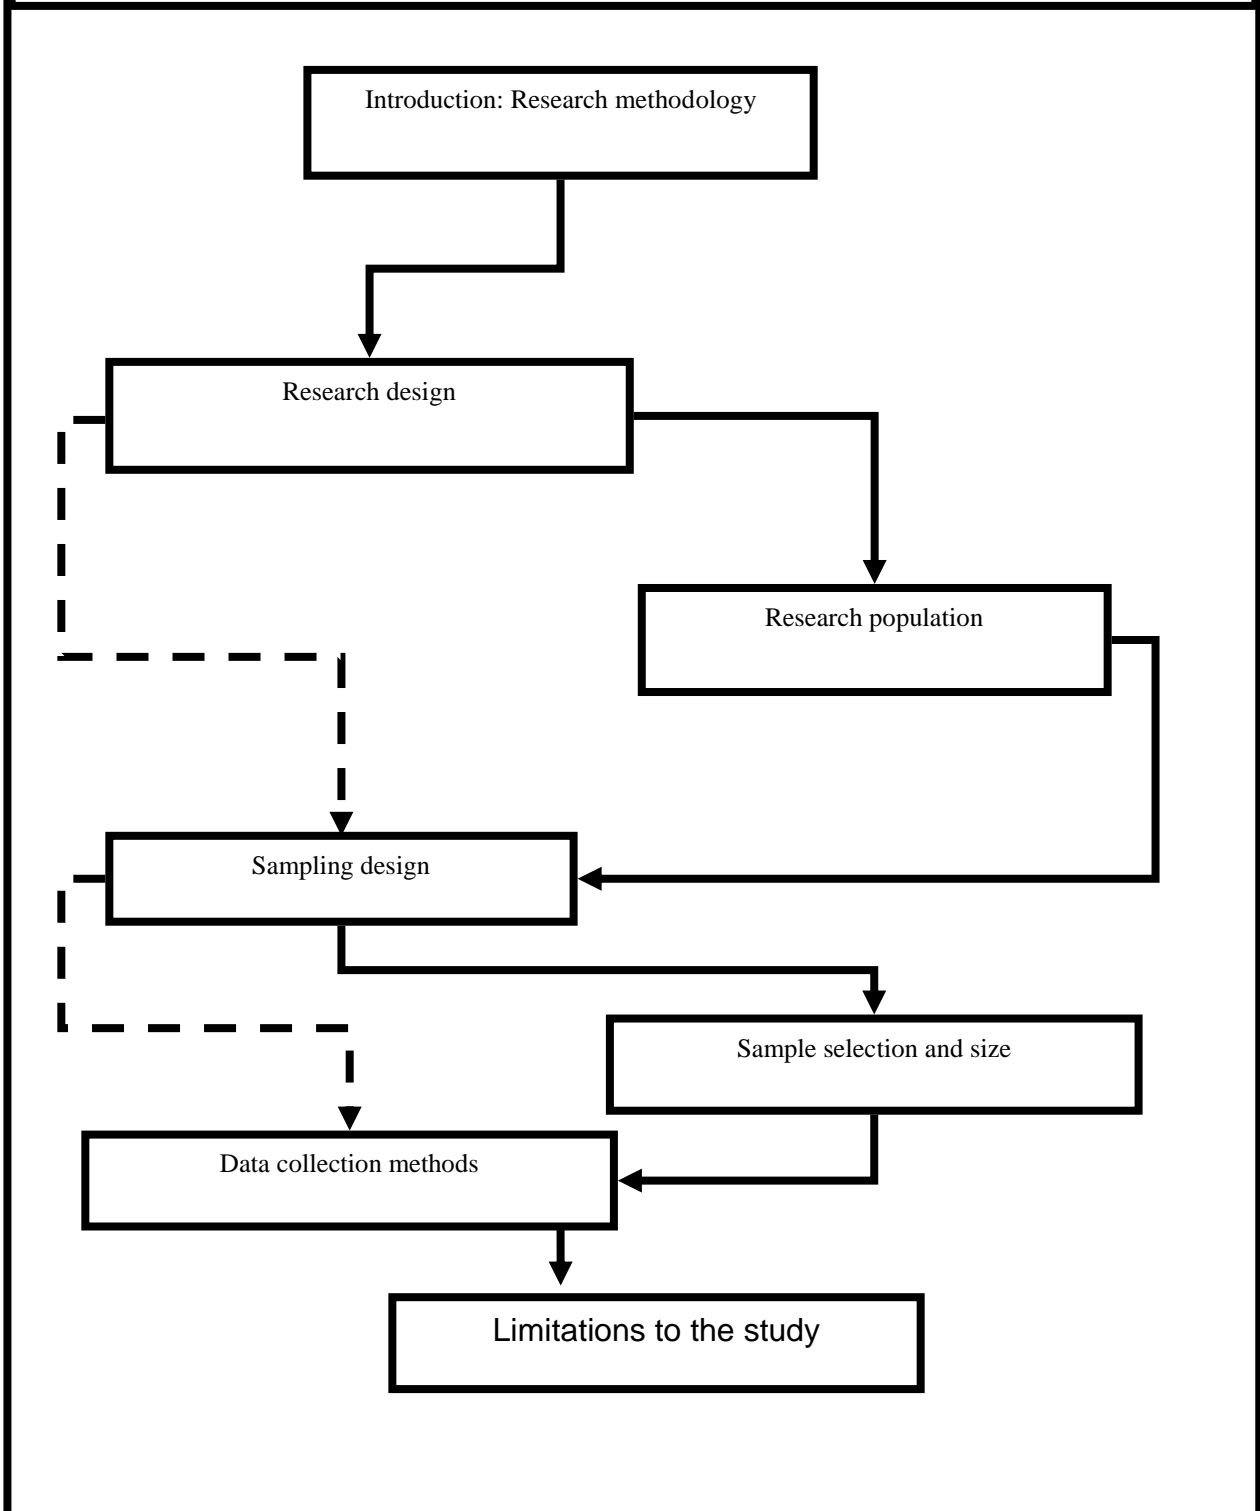 Introduction: Research methodology
Research design
Research population
Sampling design
Sample selection and size
Data collection methods
Limitations to the study